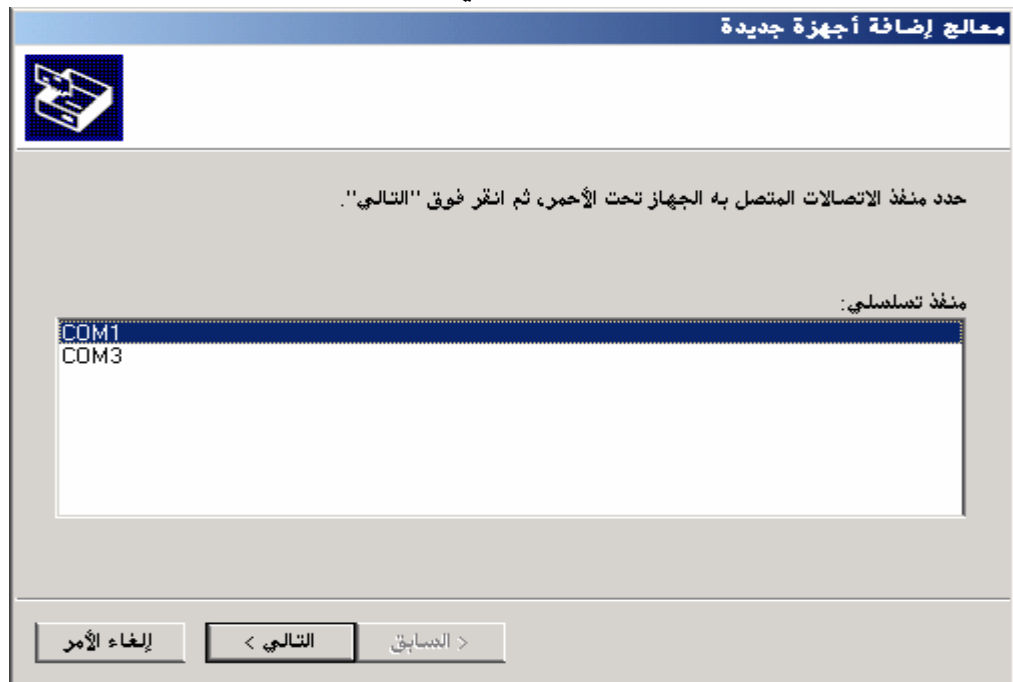 معالج إضافة أجهزة جديدة
حدد منفذ الاتصالات المتصل به الجهاز تحت الأحمر، ثم انقر فوق "التالي".
منفذ تسلسلي:
COM1
COM3
< السابق
التالي >
إلغاء الأمر